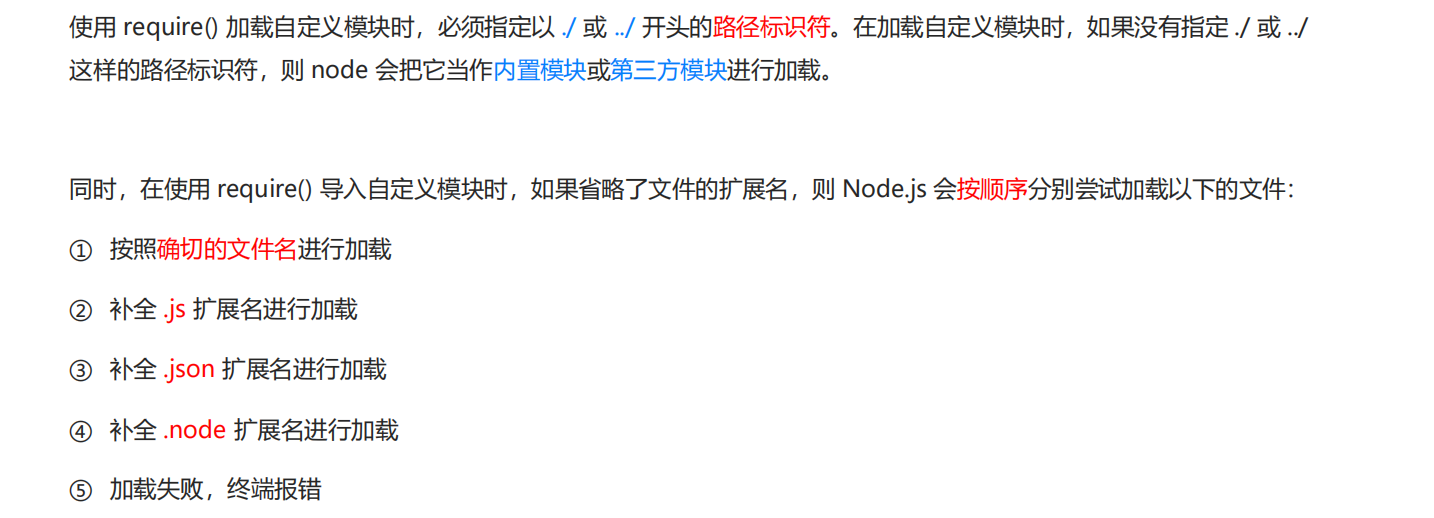 使用 require() 加载自定义模块时，必须指定以 ./ 或 ../ 开头的路径标识符。在加载自定义模块时，如果没有指定 ./ 或 ../
这样的路径标识符，则 node 会把它当作内置模块或第三方模块进行加载。
同时，在使用 require() 导入自定义模块时，如果省略了文件的扩展名，则 Node.js 会按顺序分别尝试加载以下的文件：
① 按照确切的文件名进行加载
② 补全 .js 扩展名进行加载
③ 补全 .json 扩展名进行加载
④ 补全 .node 扩展名进行加载
⑤ 加载失败，终端报错